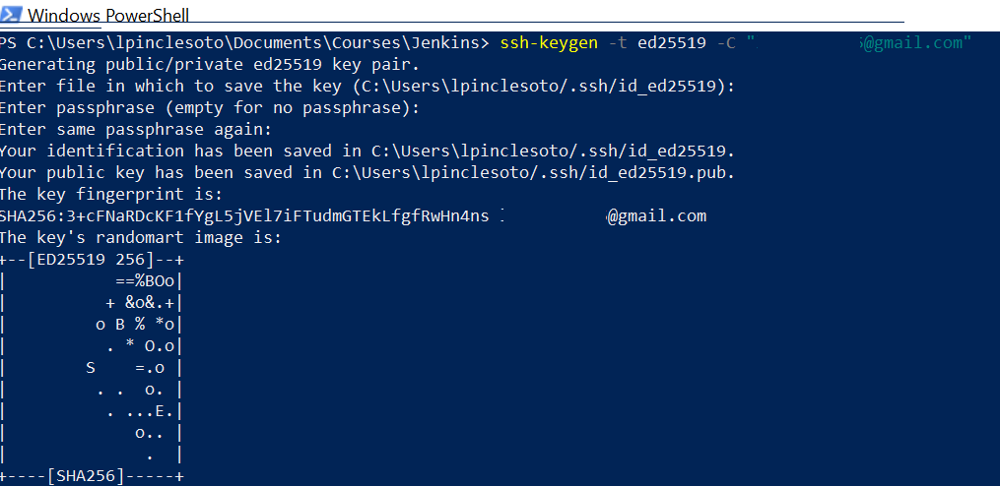 Windows PowerShell
PS C:\Users\lpinclesoto\Documents\Courses\Jenkins> ssh-keygen -t ed25519 -C "@gmail.com"
Generating public/private ed25519 key pair.
Enter file in which to save the key (C:\Users\lpinclesoto/.ssh/id_ed25519):
Enter passphrase (empty for no passphrase):
Enter same passphrase again:
Your identification has been saved in C:\Users\lpinclesoto/.ssh/id_ed25519.
Your public key has been saved in C:\Users\lpinclesoto/.ssh/id_ed25519.pub.
The key fingerprint is:
SHA256:3+cFNaRDcKF1fYgL5jVEl7iFTudmGTEkLfgfRwHn4ns @gmail.com
The key's randomart image is:
+--[ED25519 256]--+
|           ==%BOo|
|          + &o&.+|
|         o B % *o|
|          . * O.o|
|        S    =.o |
|         . .  o. |
|          . ...E.|
|             o.. |
|              .  |
+----[SHA256]-----+